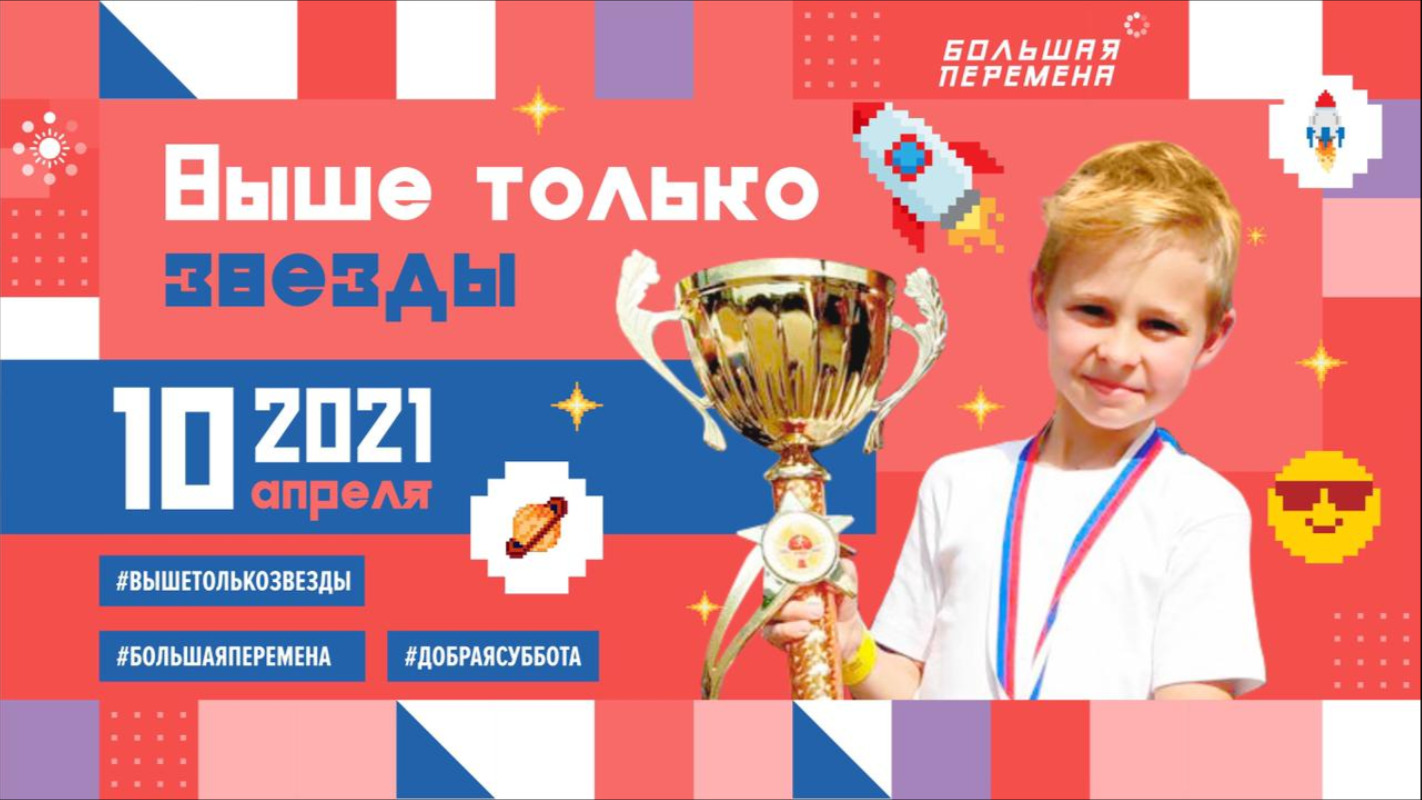 БОЛЬШАЯ
ПЕРЕМЕНА
Выше только
звезды
10 2021
апреля
#ВЫШЕТОЛЬКОЗВЕЗДЫ
#БОЛЬШАЯПЕРЕМЕНА #ДОБРАЯСУББОТА